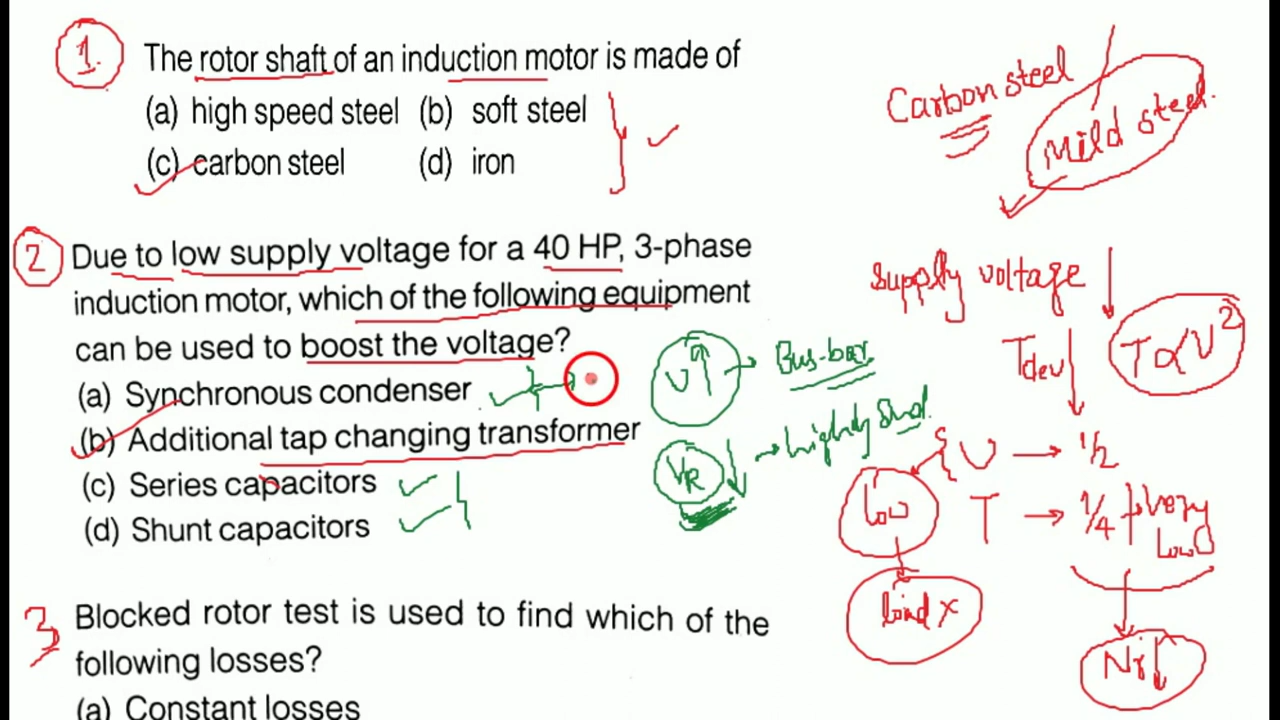 1.
The rotor shaft of an induction motor is made of
(a) high speed steel (b) soft steel
(c) carbon steel (d) iron
Carbon steel
Mild steel.
2
Due to low supply voltage for a 40 HP, 3-phase
induction motor, which of the following equipment
can be used to boost the voltage?
(a) Synchronous condenser
(b) Additional tap changing transformer
(c) Series capacitors
(d) Shunt capacitors
V↑ → Bus-bar
VR ↓ → highly
Supply voltage ↓
Tdev ↓
T∝V²
V → 1/2
T → 1/4 very
Low
Low
load x
Nr↓
3
Blocked rotor test is used to find which of the
following losses?
(a) Constant losses